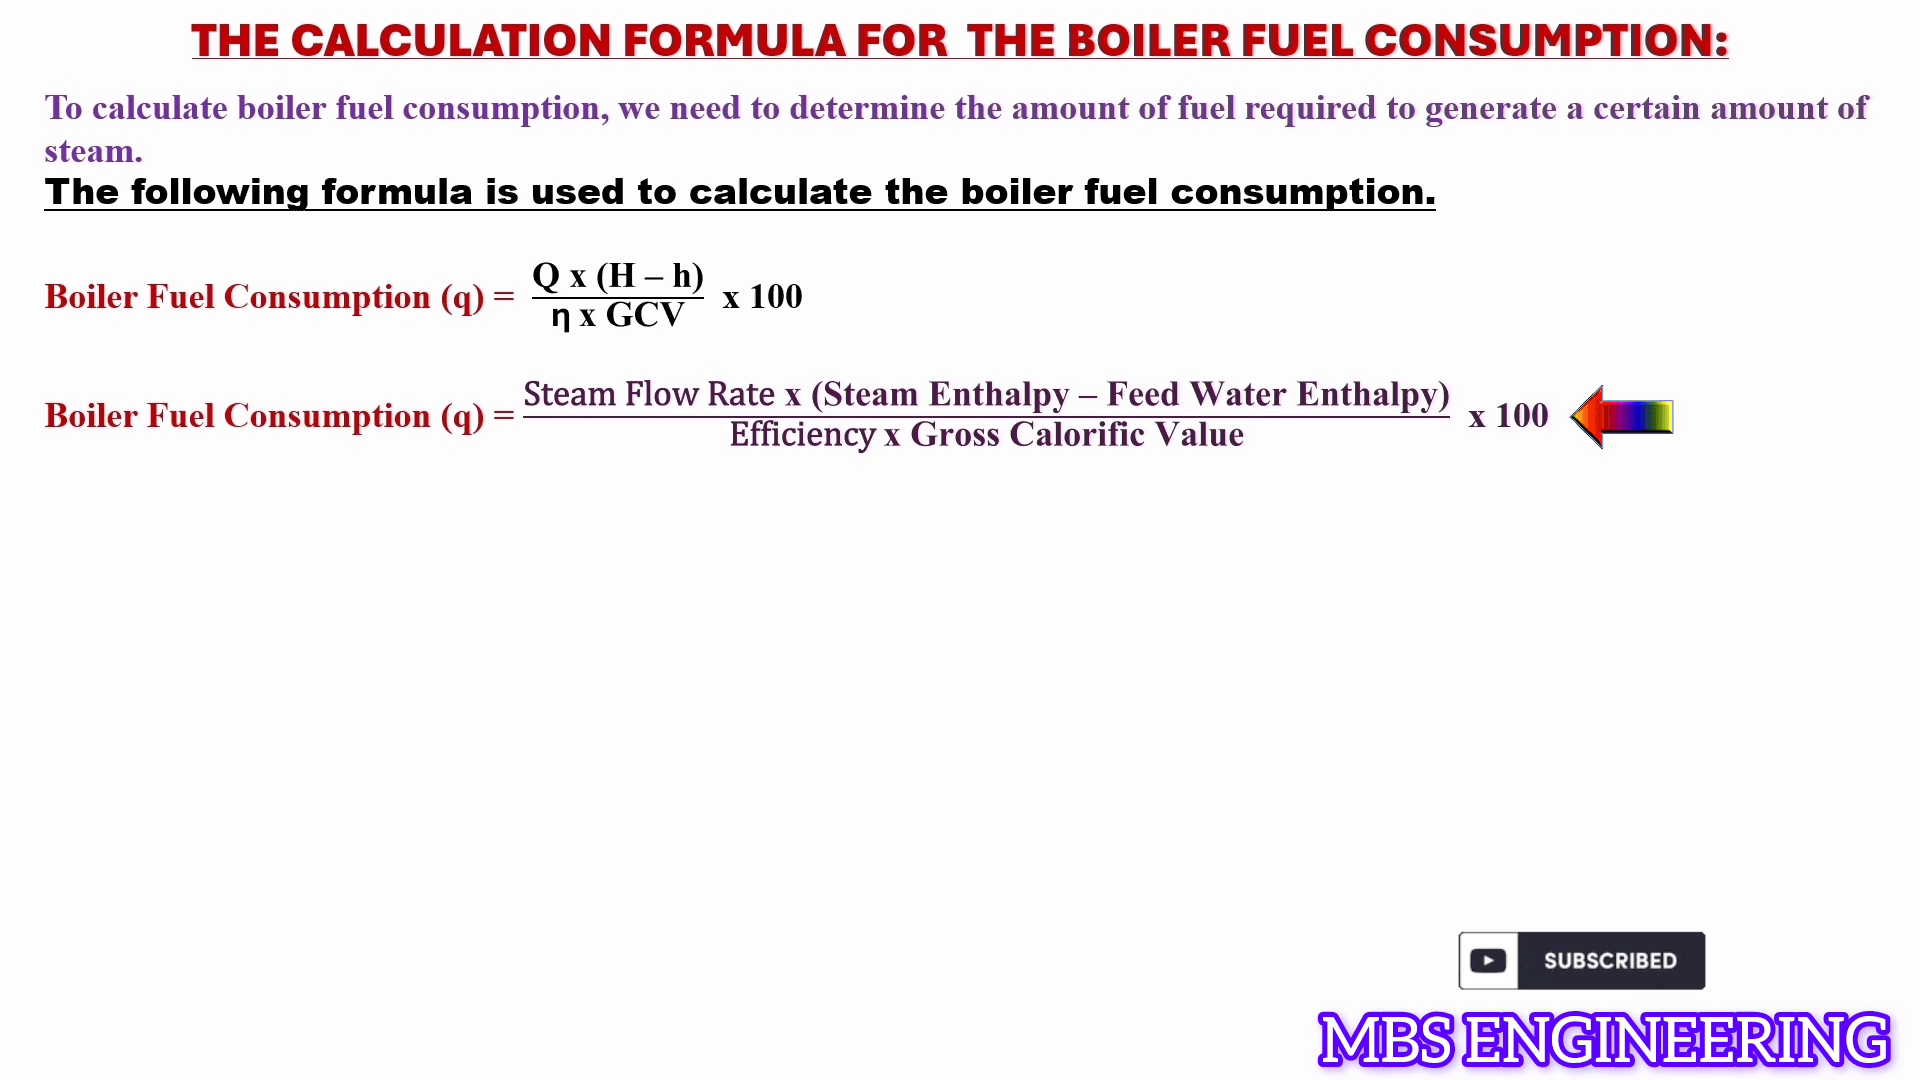 THE CALCULATION FORMULA FOR THE BOILER FUEL CONSUMPTION:
To calculate boiler fuel consumption, we need to determine the amount of fuel required to generate a certain amount of
steam.
The following formula is used to calculate the boiler fuel consumption.
Boiler Fuel Consumption (q) = Q x (H – h) / η x GCV x 100
Boiler Fuel Consumption (q) = Steam Flow Rate x (Steam Enthalpy – Feed Water Enthalpy) / Efficiency x Gross Calorific Value x 100
SUBSCRIBED
MBS ENGINEERING